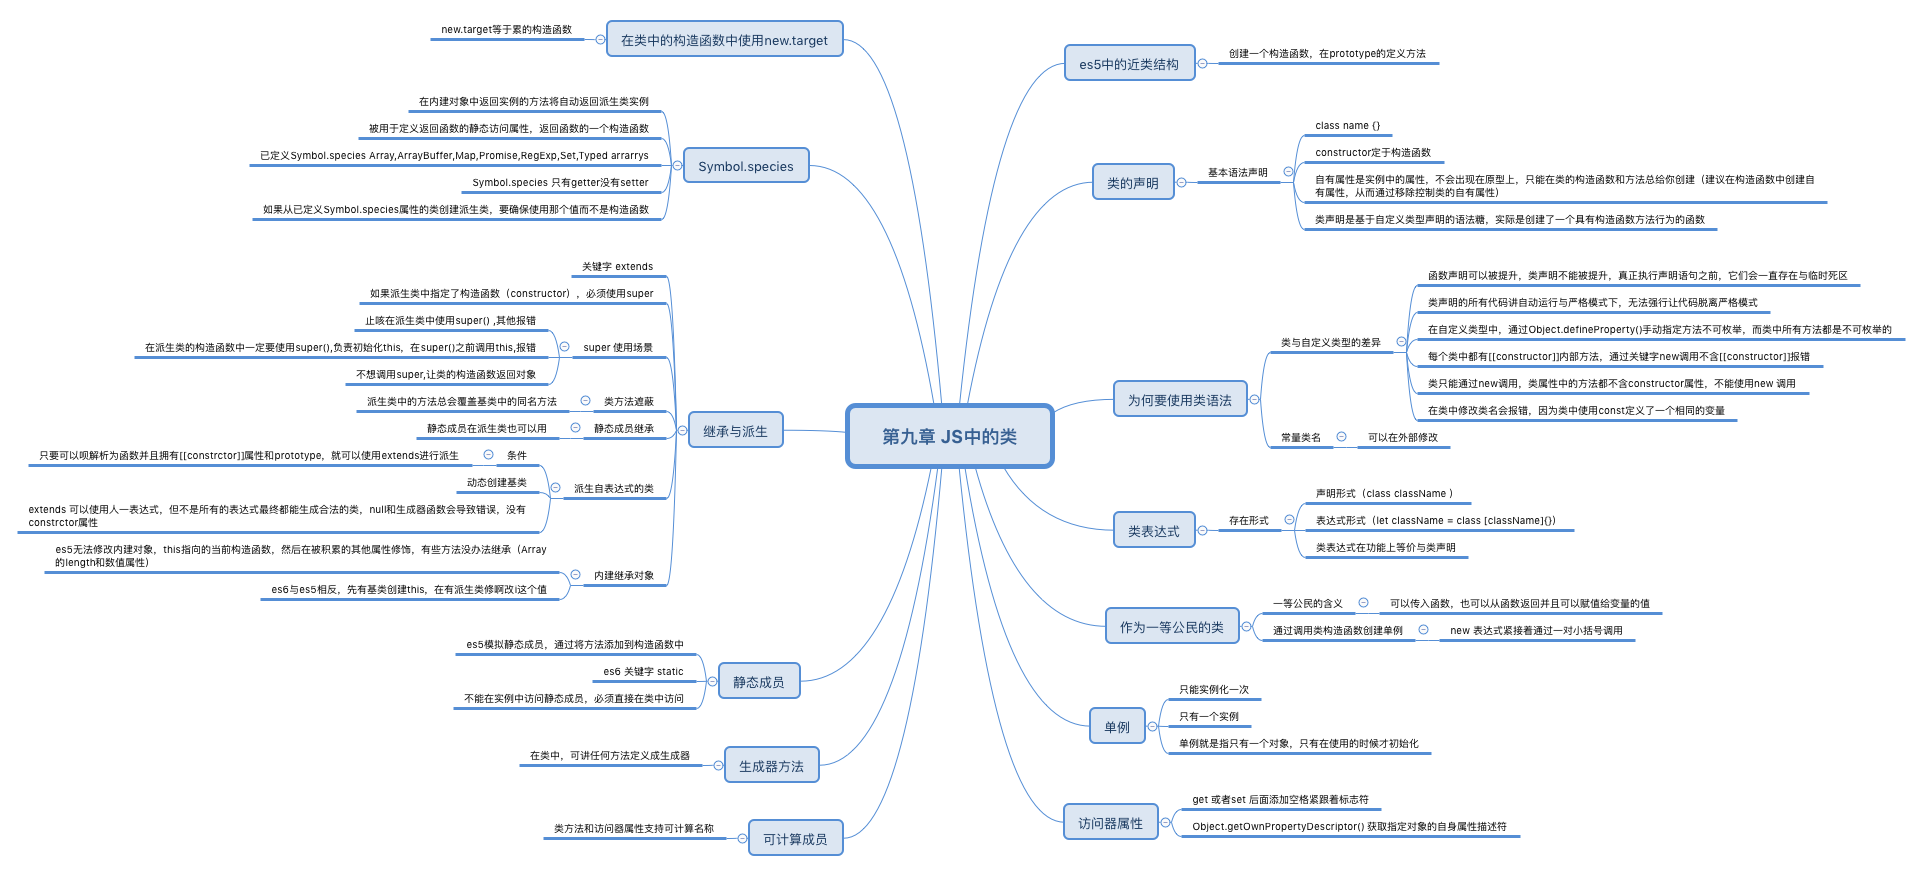 第九章 JS中的类
es5中的近类结构
创建一个构造函数，在prototype的定义方法
类的声明
基本语法声明
class name {}
constructor定于构造函数
自有属性是实例中的属性，不会出现在原型上，只能在类的构造函数和方法总给你创建（建议在构造函数中创建自
有属性，从而通过移除控制类的自有属性）
类声明是基于自定义类型声明的语法糖，实际是创建了一个具有构造函数方法行为的函数
为何要使用类语法
类与自定义类型的差异
函数声明可以被提升，类声明不能被提升，真正执行声明语句之前，它们会一直存在与临时死区
类声明的所有代码讲自动运行与严格模式下，无法强行让代码脱离严格模式
在自定义类型中，通过Object.defineProperty()手动指定方法不可枚举，而类中所有方法都是不可枚举的
每个类中都有[[constructor]]内部方法，通过关键字new调用不含[[constructor]]报错
类只能通过new调用，类属性中的方法都不含constructor属性，不能使用new 调用
在类中修改类名会报错，因为类中使用const定义了一个相同的变量
常量类名
可以在外部修改
类表达式
存在形式
声明形式（class className ）
表达式形式（let className = class [className]{}）
类表达式在功能上等价与类声明
作为一等公民的类
一等公民的含义
可以传入函数，也可以从函数返回并且可以赋值给变量的值
通过调用类构造函数创建单例
new 表达式紧接着通过一对小括号调用
单例
只能实例化一次
只有一个实例
单例就是指只有一个对象，只有在使用的时候才初始化
访问器属性
get 或者set 后面添加空格紧跟着标志符
Object.getOwnPropertyDescriptor() 获取指定对象的自身属性描述符
在类中的构造函数中使用new.target
new.target等于累的构造函数
Symbol.species
在内建对象中返回实例的方法将自动返回派生类实例
被用于定义返回函数的静态访问属性，返回函数的一个构造函数
已定义Symbol.species Array,ArrayBuffer,Map,Promise,RegExp,Set,Typed ararrys
Symbol.species 只有getter没有setter
如果从已定义Symbol.species属性的类创建派生类，要确保使用那个值而不是构造函数
继承与派生
关键字 extends
如果派生类中指定了构造函数（constructor），必须使用super
super 使用场景
止咳在派生类中使用super() ,其他报错
在派生类的构造函数中一定要使用super(),负责初始化this，在super()之前调用this,报错
不想调用super,让类的构造函数返回对象
类方法遮蔽
派生类中的方法总会覆盖基类中的同名方法
静态成员继承
静态成员在派生类也可以用
派生自表达式的类
条件
只要可以呗解析为函数并且拥有[[constrctor]]属性和prototype，就可以使用extends进行派生
动态创建基类
extends 可以使用人一表达式，但不是所有的表达式最终都能生成合法的类，null和生成器函数会导致错误，没有
constrctor属性
内建继承对象
es5无法修改内建对象，this指向的当前构造函数，然后在被积累的其他属性修饰，有些方法没办法继承（Array
的length和数值属性）
es6与es5相反，先有基类创建this，在有派生类修啊改i这个值
静态成员
es5模拟静态成员，通过将方法添加到构造函数中
es6 关键字 static
不能在实例中访问静态成员，必须直接在类中访问
生成器方法
在类中，可讲任何方法定义成生成器
可计算成员
类方法和访问器属性支持可计算名称